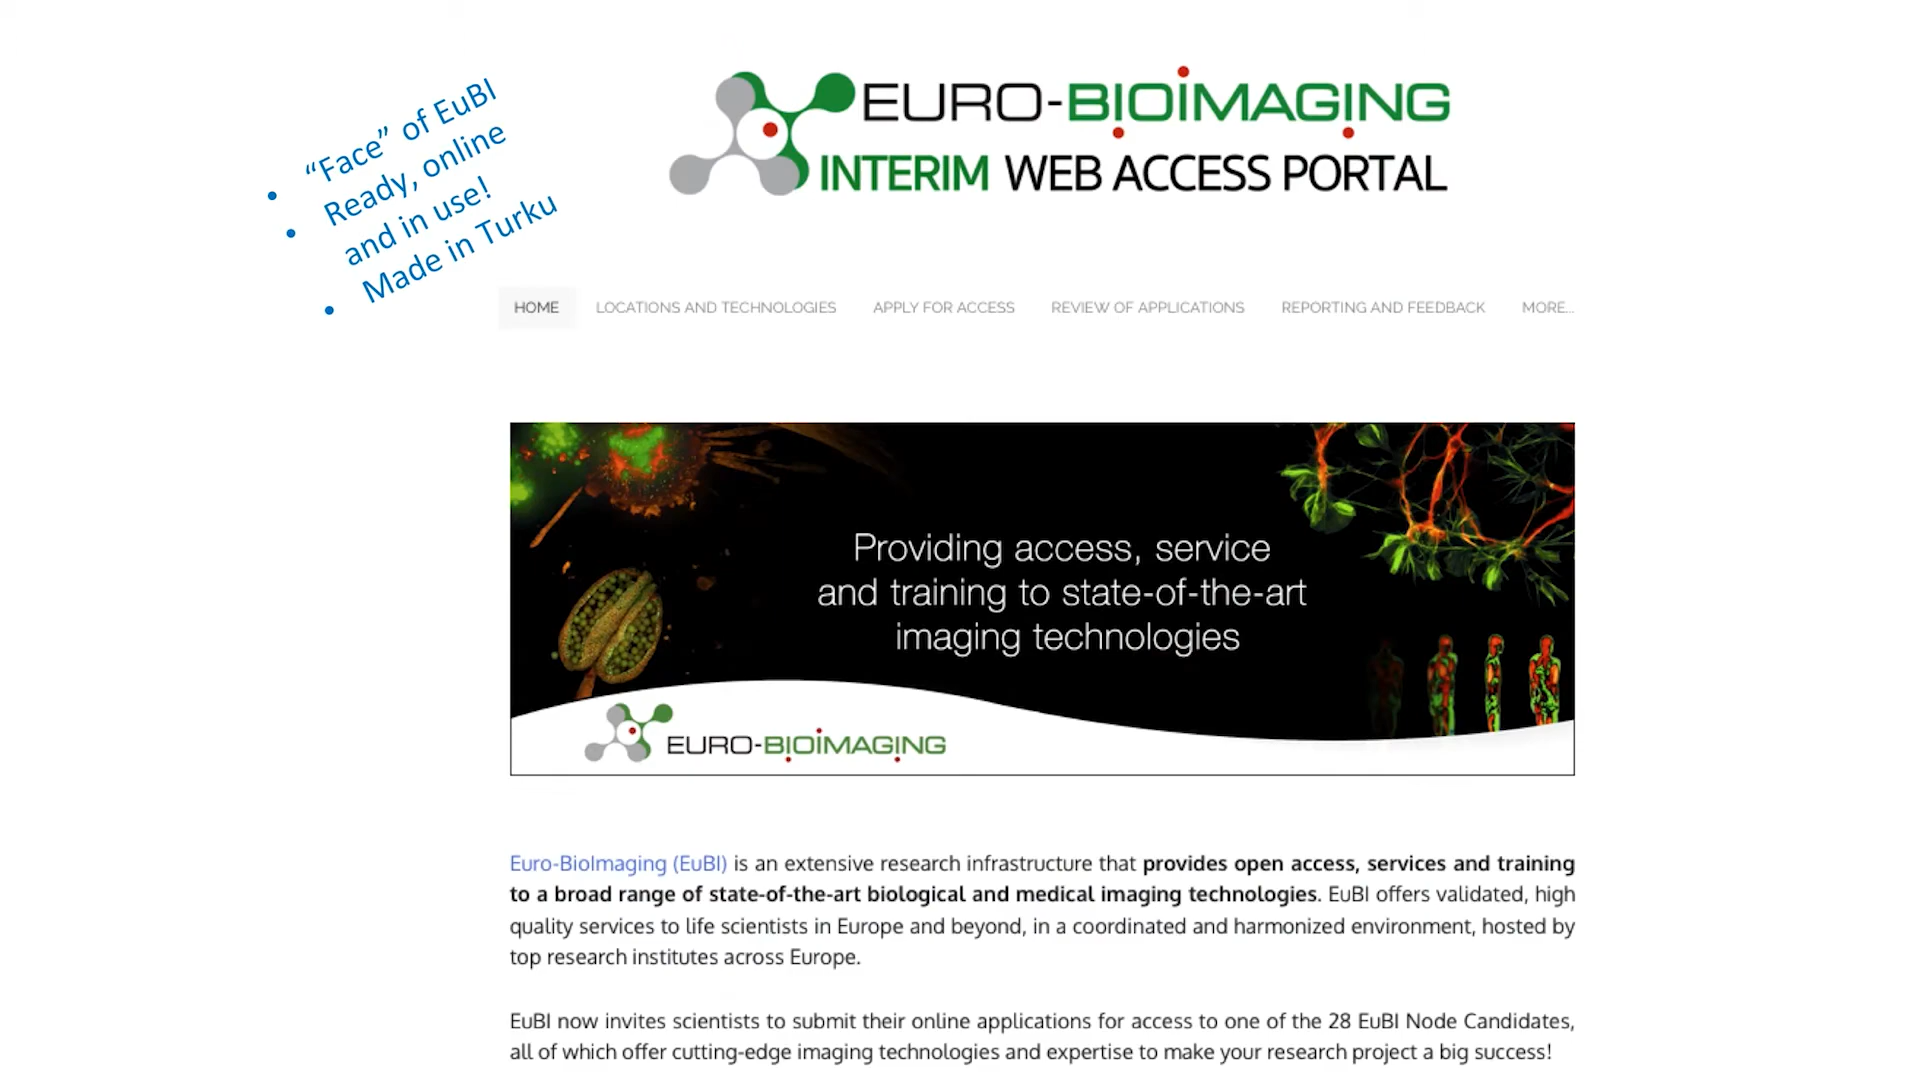 • “Face” of EuBI
• Ready, online
and in use!
• Made in Turku
EURO-BIOIMAGING
INTERIM WEB ACCESS PORTAL
HOME LOCATIONS AND TECHNOLOGIES APPLY FOR ACCESS REVIEW OF APPLICATIONS REPORTING AND FEEDBACK MORE...
Providing access, service
and training to state-of-the-art
imaging technologies
EURO-BIOIMAGING
Euro-BioImaging (EuBI) is an extensive research infrastructure that provides open access, services and training
to a broad range of state-of-the-art biological and medical imaging technologies. EuBI offers validated, high
quality services to life scientists in Europe and beyond, in a coordinated and harmonized environment, hosted by
top research institutes across Europe.
EuBI now invites scientists to submit their online applications for access to one of the 28 EuBI Node Candidates,
all of which offer cutting-edge imaging technologies and expertise to make your research project a big success!